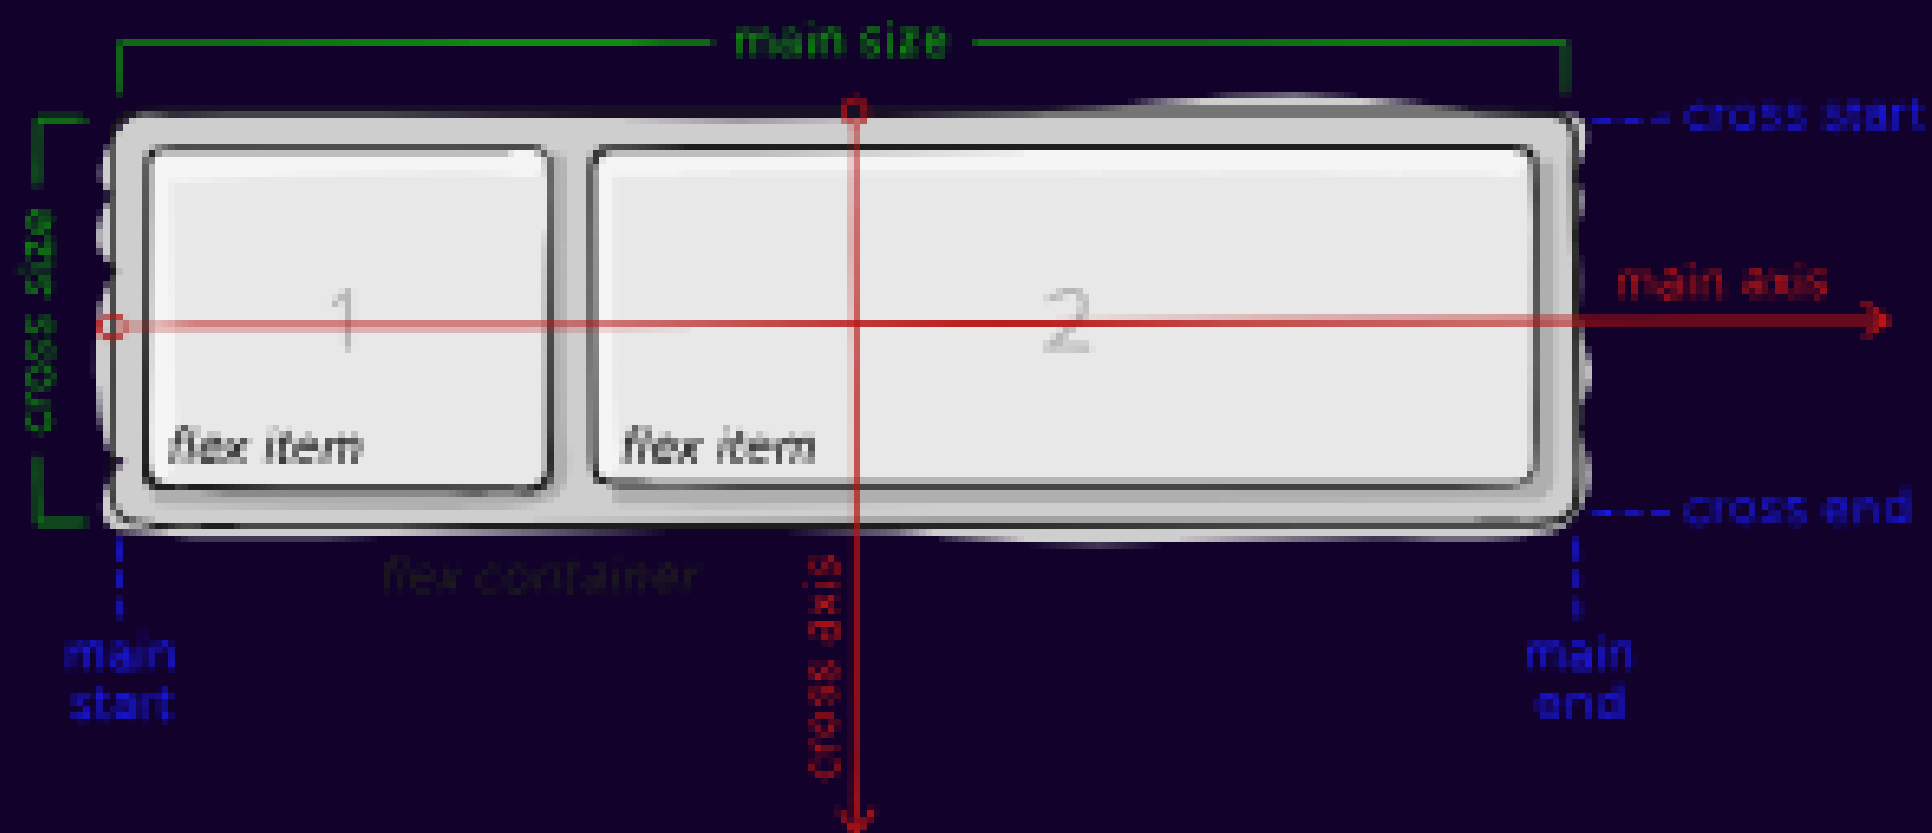 main size
cross start
cross size
main axis
1
2
flex item
flex item
cross end
flex container
cross axis
main
start
main
end